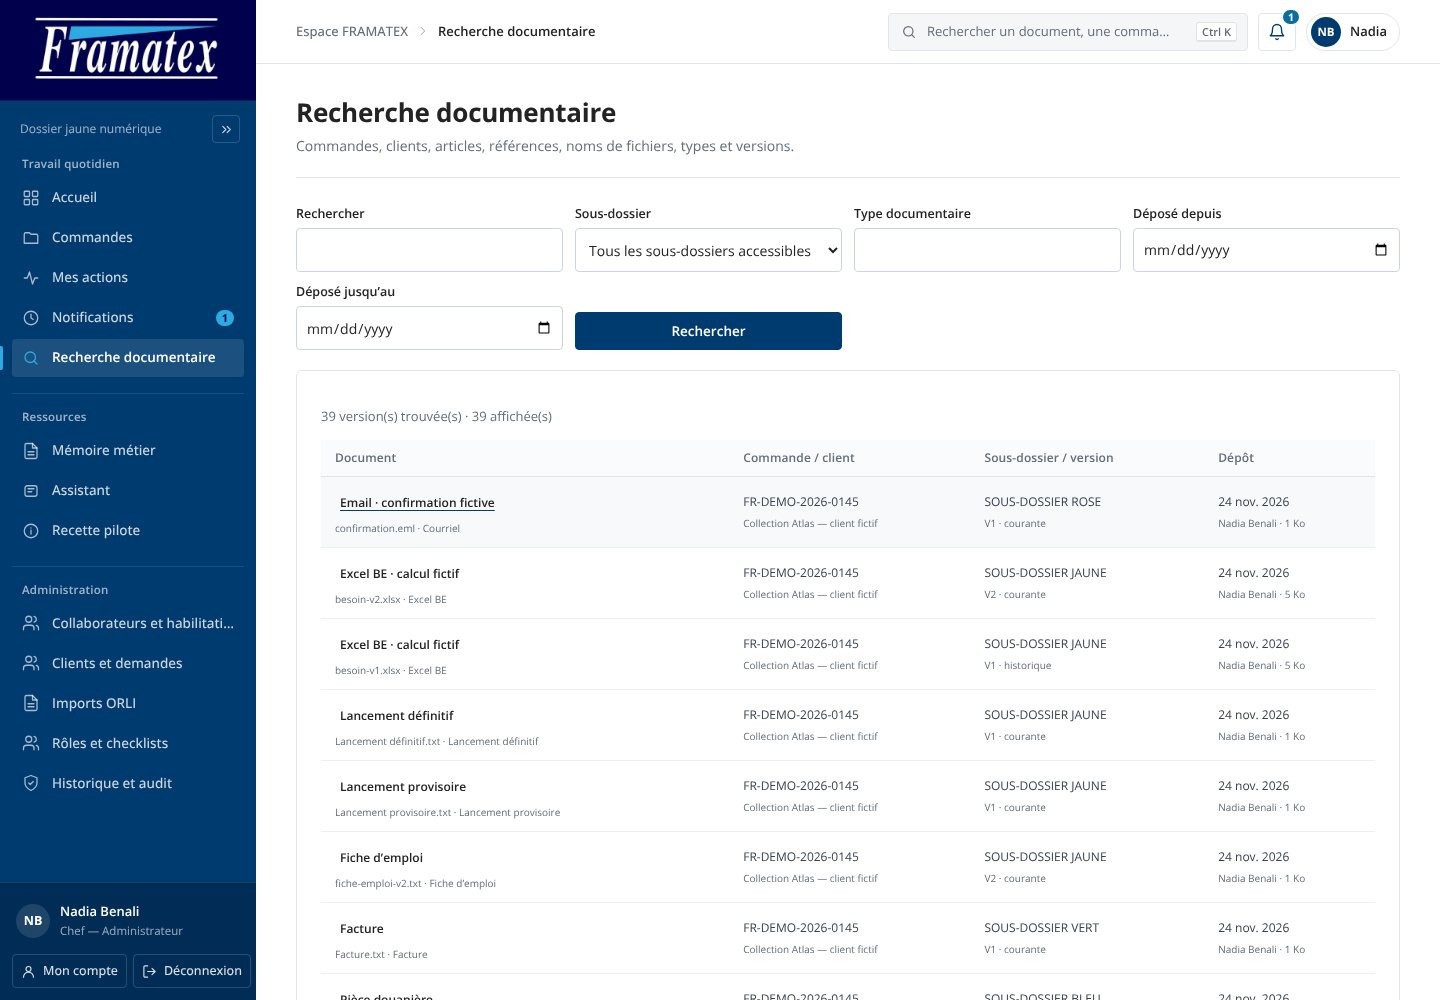 Framatex
Dossier jaune numérique
Travail quotidien
Accueil
Commandes
Mes actions
Notifications 1
Recherche documentaire
Ressources
Mémoire métier
Assistant
Recette pilote
Administration
Collaborateurs et habilitati...
Clients et demandes
Imports ORLI
Rôles et checklists
Historique et audit
NB Nadia Benali
Chef — Administrateur
Mon compte Déconnexion
Espace FRAMATEX Recherche documentaire
Rechercher un document, une comma... Ctrl K 1 NB Nadia
Recherche documentaire
Commandes, clients, articles, références, noms de fichiers, types et versions.
Rechercher Sous-dossier Type documentaire Déposé depuis
Tous les sous-dossiers accessibles mm/dd/yyyy
Déposé jusqu’au
mm/dd/yyyy Rechercher
39 version(s) trouvée(s) · 39 affichée(s)
Document Commande / client Sous-dossier / version Dépôt
Email · confirmation fictive FR-DEMO-2026-0145 SOUS-DOSSIER ROSE 24 nov. 2026
confirmation.eml · Courriel Collection Atlas — client fictif V1 · courante Nadia Benali · 1 Ko
Excel BE · calcul fictif FR-DEMO-2026-0145 SOUS-DOSSIER JAUNE 24 nov. 2026
besoin-v2.xlsx · Excel BE Collection Atlas — client fictif V2 · courante Nadia Benali · 5 Ko
Excel BE · calcul fictif FR-DEMO-2026-0145 SOUS-DOSSIER JAUNE 24 nov. 2026
besoin-v1.xlsx · Excel BE Collection Atlas — client fictif V1 · historique Nadia Benali · 5 Ko
Lancement définitif FR-DEMO-2026-0145 SOUS-DOSSIER JAUNE 24 nov. 2026
Lancement définitif.txt · Lancement définitif Collection Atlas — client fictif V1 · courante Nadia Benali · 1 Ko
Lancement provisoire FR-DEMO-2026-0145 SOUS-DOSSIER JAUNE 24 nov. 2026
Lancement provisoire.txt · Lancement provisoire Collection Atlas — client fictif V1 · courante Nadia Benali · 1 Ko
Fiche d’emploi FR-DEMO-2026-0145 SOUS-DOSSIER JAUNE 24 nov. 2026
fiche-emploi-v2.txt · Fiche d’emploi Collection Atlas — client fictif V2 · courante Nadia Benali · 1 Ko
Facture FR-DEMO-2026-0145 SOUS-DOSSIER VERT 24 nov. 2026
Facture.txt · Facture Collection Atlas — client fictif V1 · courante Nadia Benali · 1 Ko
Pièce douanière FR-DEMO-2026-0145 SOUS-DOSSIER BLEU 24 nov. 2026